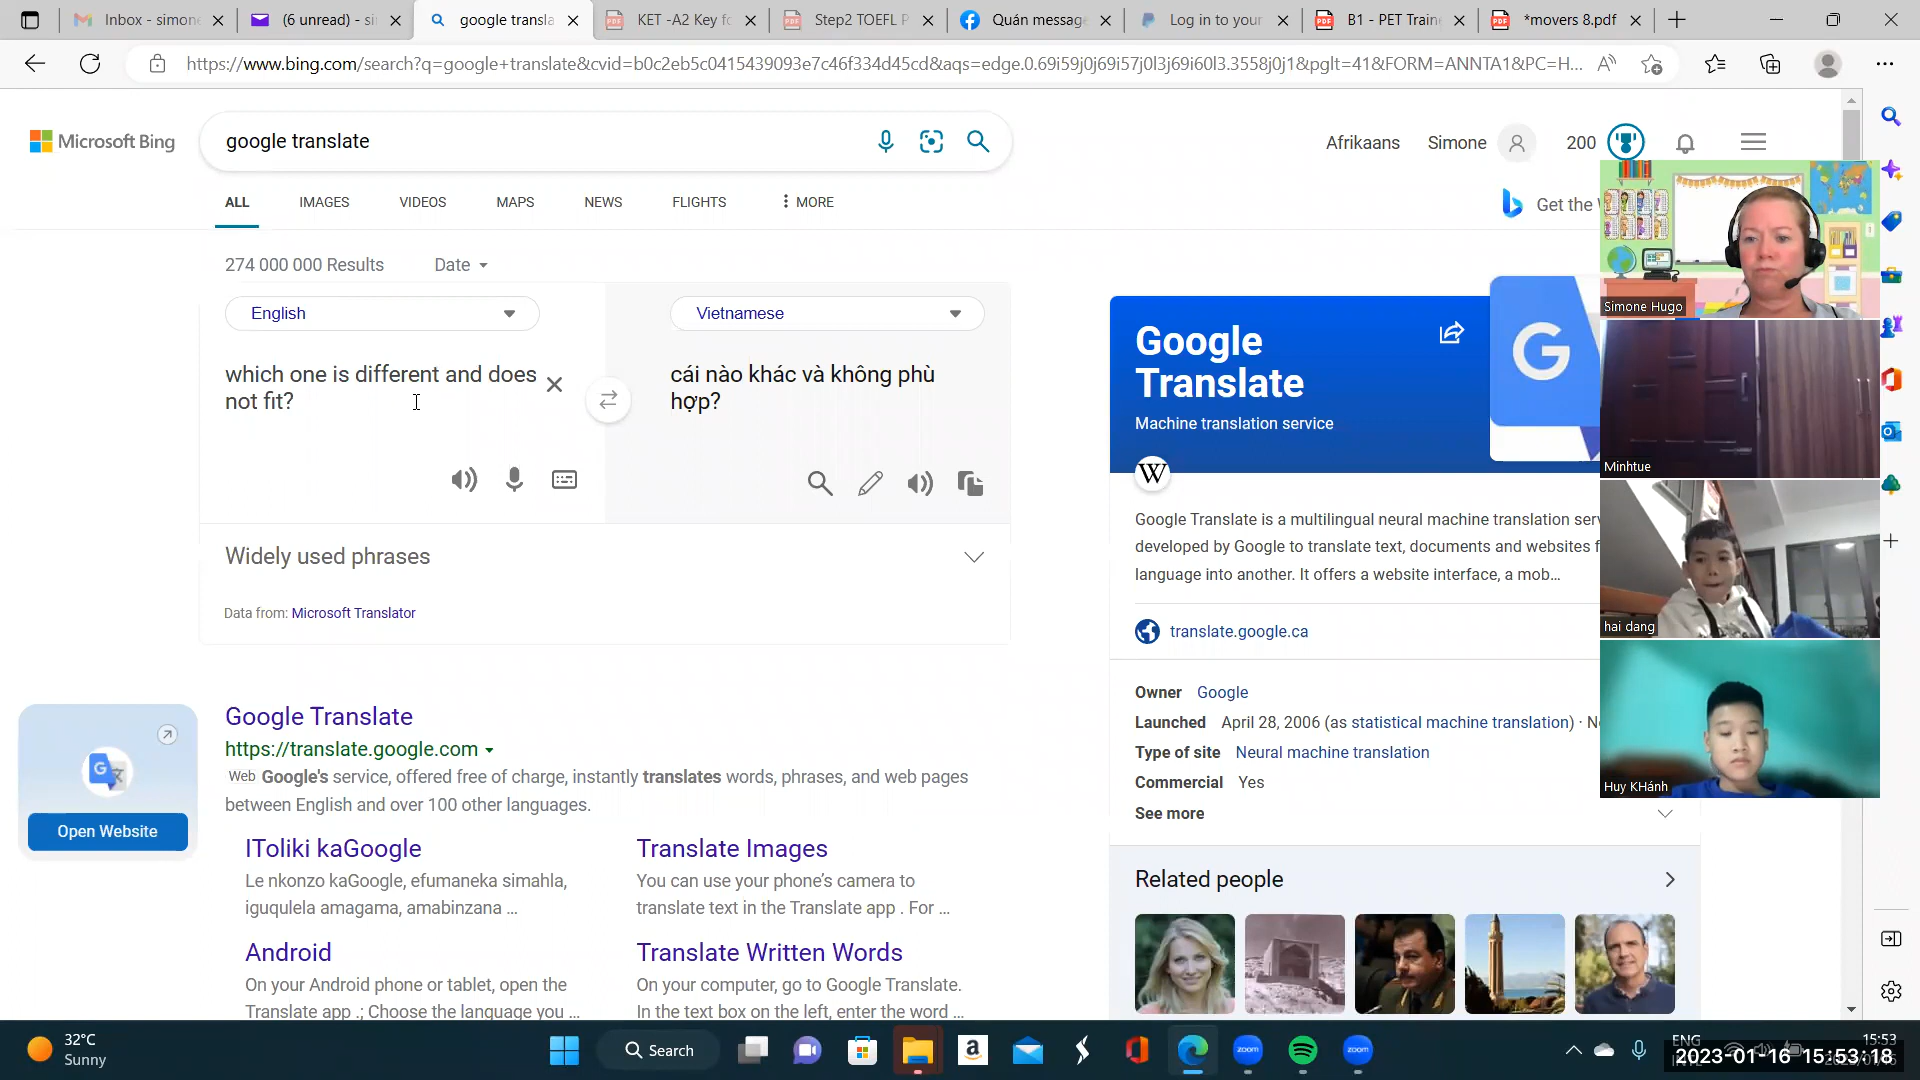 Inbox - simone
(6 unread) - si
google transla
KET -A2 Key fo
Step2 TOEFL P
Quán message
Log in to your
B1 - PET Train
*movers 8.pdf
https://www.bing.com/search?q=google+translate&cvid=b0c2eb5c0415439093e7c46f334d45cd&aqs=edge.0.69i59j0j69i57j0l3j69i60l3.3558j0j1&pglt=41&FORM=ANNTA1&PC=H...
Microsoft Bing
google translate
Afrikaans
Simone
200
ALL
IMAGES
VIDEOS
MAPS
NEWS
FLIGHTS
MORE
Get the
274 000 000 Results
Date
English
Vietnamese
which one is different and does
not fit?
cái nào khác và không phù
hợp?
Widely used phrases
Data from: Microsoft Translator
Google
Translate
Machine translation service
G
W
Google Translate is a multilingual neural machine translation serv
developed by Google to translate text, documents and websites f
language into another. It offers a website interface, a mob...
translate.google.ca
Owner Google
Launched April 28, 2006 (as statistical machine translation) · N
Type of site Neural machine translation
Commercial Yes
See more
Related people
Simone Hugo
Minhtue
hai dang
Huy KHánh
Google Translate
https://translate.google.com
Web Google's service, offered free of charge, instantly translates words, phrases, and web pages
between English and over 100 other languages.
Open Website
IToliki kaGoogle
Le nkonzo kaGoogle, efumaneka simahla,
iguqulela amagama, amabinzana ...
Translate Images
You can use your phone's camera to
translate text in the Translate app . For ...
Android
On your Android phone or tablet, open the
Translate app .; Choose the language you ...
Translate Written Words
On your computer, go to Google Translate.
In the text box on the left, enter the word ...
32°C
Sunny
Search
zoom
zoom
ENG
15:53
2023-01-16 15:53:18